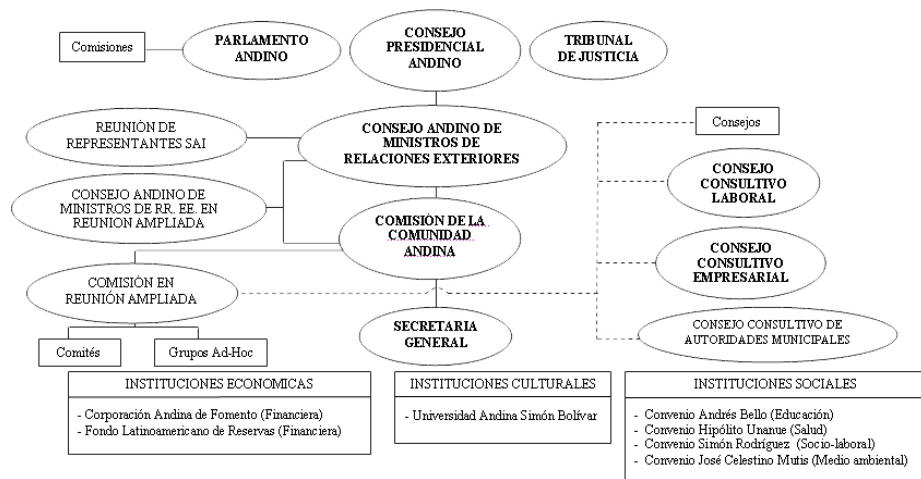 Comisiones
PARLAMENTO
ANDINO
CONSEJO
PRESIDENCIAL
ANDINO
TRIBUNAL
DE JUSTICIA
REUNIÓN DE
REPRESENTANTES SAI
CONSEJO ANDINO DE
MINISTROS DE
RELACIONES EXTERIORES
Consejos
CONSEJO ANDINO DE
MINISTROS DE RR. EE. EN
REUNION AMPLIADA
COMISIÓN DE LA
COMUNIDAD
ANDINA
CONSEJO
CONSULTIVO
LABORAL
CONSEJO
CONSULTIVO
EMPRESARIAL
COMISIÓN EN
REUNIÓN AMPLIADA
SECRETARIA
GENERAL
CONSEJO CONSULTIVO DE
AUTORIDADES MUNICIPALES
Comités
Grupos Ad-Hoc
INSTITUCIONES ECONOMICAS
- Corporación Andina de Fomento (Financiera)
- Fondo Latinoamericano de Reservas (Financiera)
INSTITUCIONES CULTURALES
- Universidad Andina Simón Bolívar
INSTITUCIONES SOCIALES
- Convenio Andrés Bello (Educación)
- Convenio Hipólito Unanue (Salud)
- Convenio Simón Rodríguez (Socio-laboral)
- Convenio José Celestino Mutis (Medio ambiental)